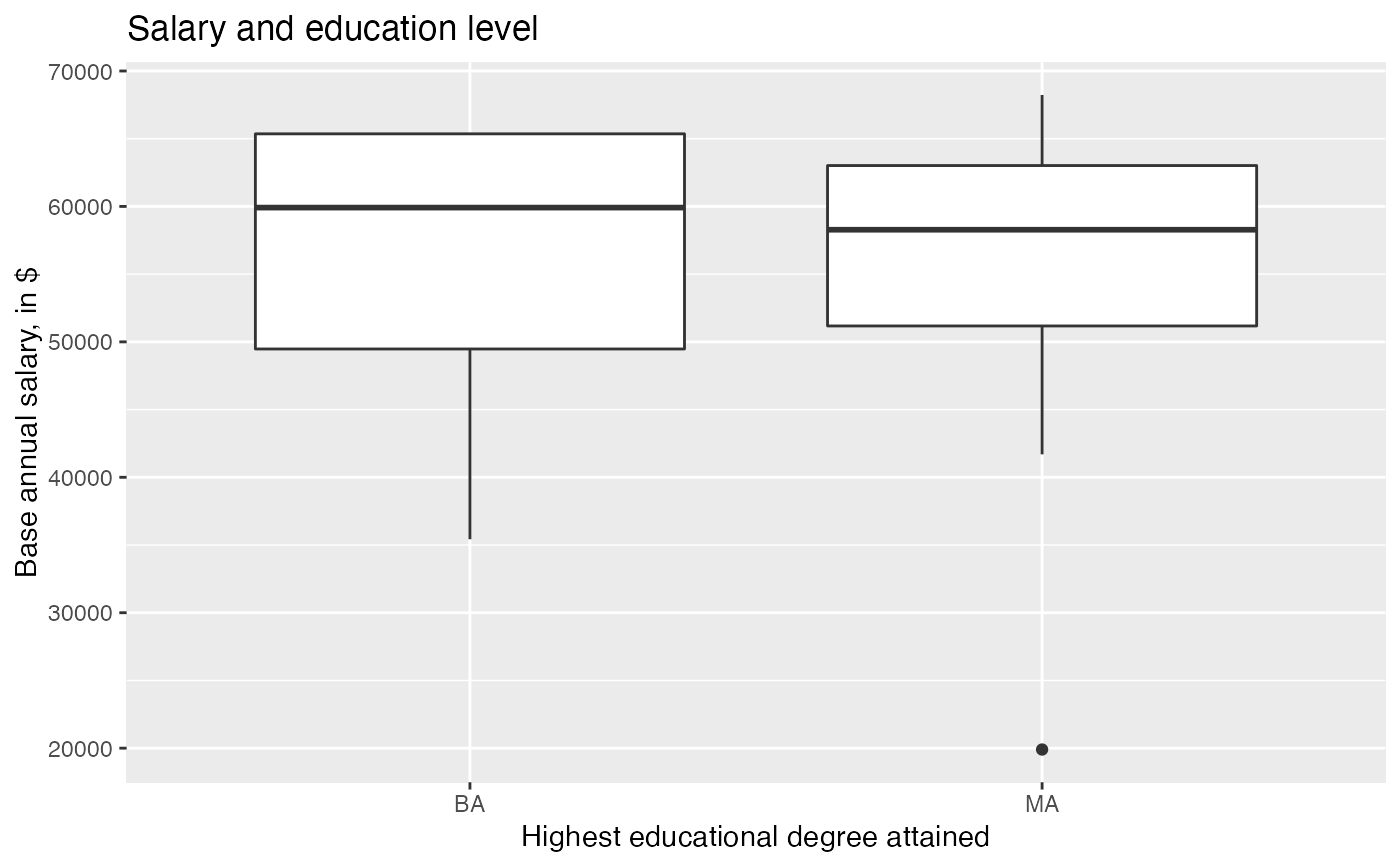 Salary and education level
Base annual salary, in $
70000
60000
50000
40000
30000
20000
BA
MA
Highest educational degree attained